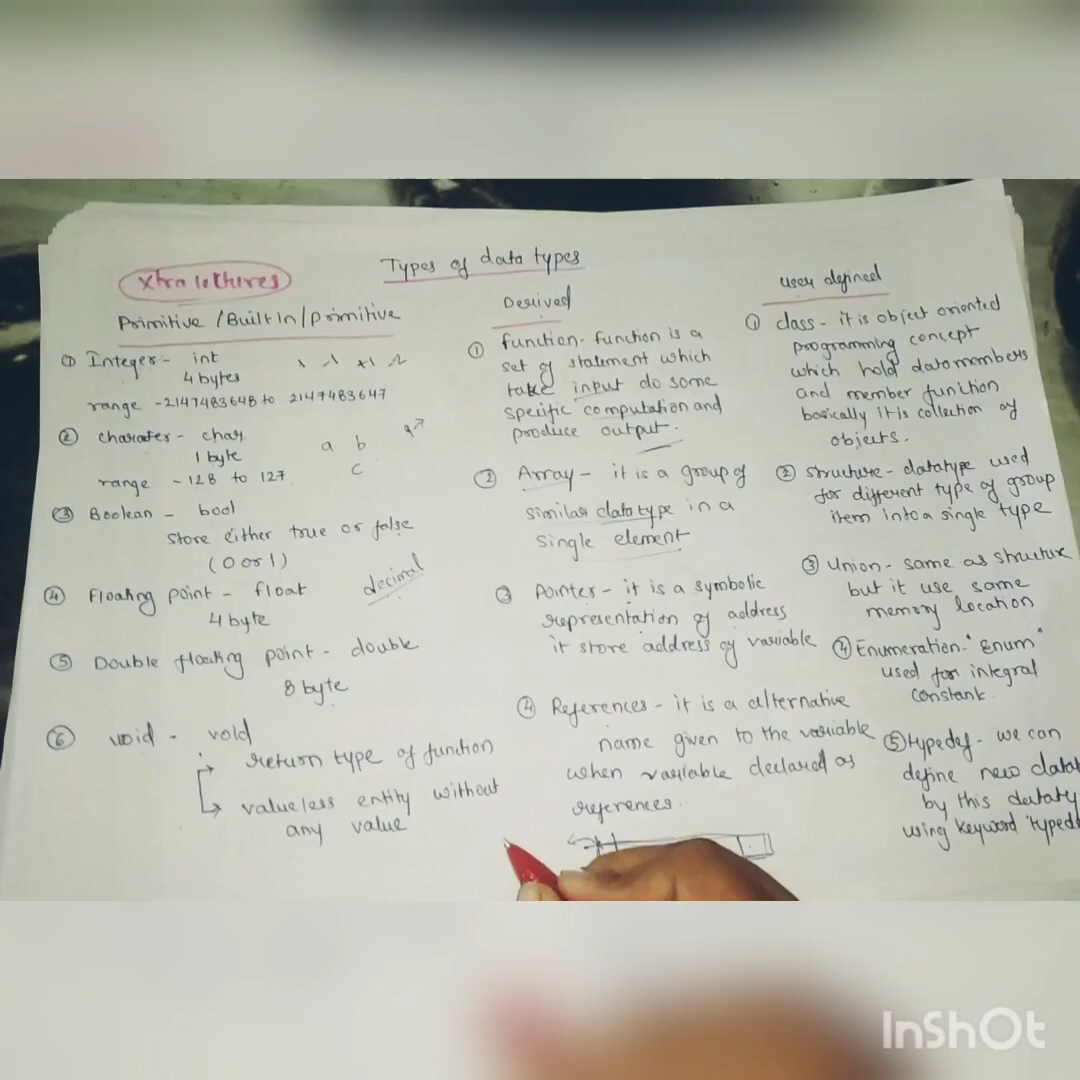 Types of data types
Xtra lectures
Primitive / Built in / primitive
① Integer - int
4 bytes
range -2147483648 to 2147483647
② charater - char
1 byte
a b
c
range - 128 to 127
③ Boolean - bool
store either true or false
(0 or 1)
④ Floating point - float
decimal
4 byte
⑤ Double floating point - double
8 byte
⑥ void - void
return type of function
valueless entity without
any value
Derived
① function - function is a
set of statement which
take input do some
specific computation and
produce output.
② Array - it is a group of
similar datatype in a
single element
③ Pointer - it is a symbolic
representation of address
it store address of variable
④ References - it is a alternative
name given to the variable
when variable declared as
references.
user defined
① class - it is object oriented
programming concept
which hold datamembers
and member function
basically it is collection of
objects.
② structure - datatype used
for different type of group
item into a single type
③ Union - same as structure
but it use same
memory location
④ Enumeration - "Enum"
used for integral
constant.
⑤ typedef - we can
define new datat
by this dataty
using keyword 'typed
InShOt